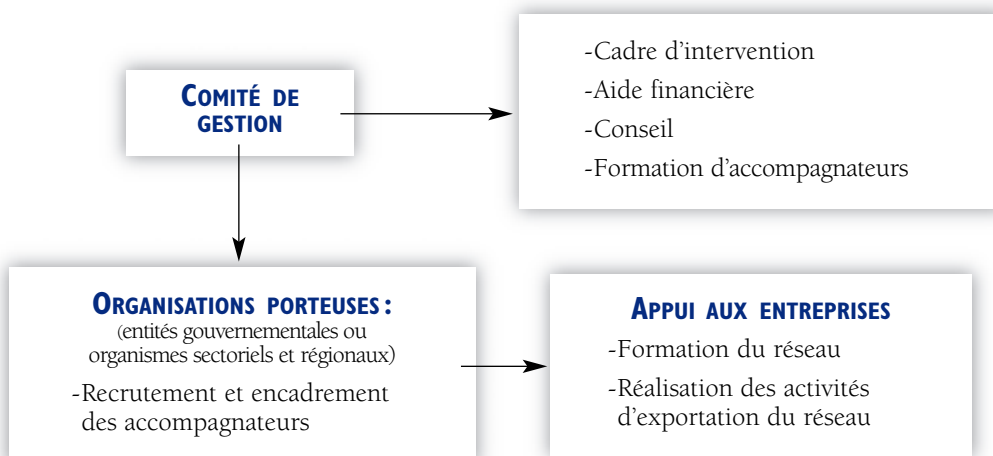 COMITÉ DE
GESTION
-Cadre d'intervention
-Aide financière
-Conseil
-Formation d'accompagnateurs
ORGANISATIONS PORTEUSES :
(entités gouvernementales ou
organismes sectoriels et régionaux)
-Recrutement et encadrement
des accompagnateurs
APPUI AUX ENTREPRISES
-Formation du réseau
-Réalisation des activités
d'exportation du réseau